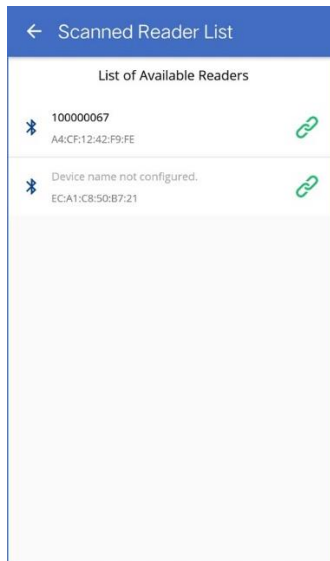 Scanned Reader List
List of Available Readers
100000067
A4:CF:12:42:F9:FE
Device name not configured.
EC:A1:C8:50:B7:21